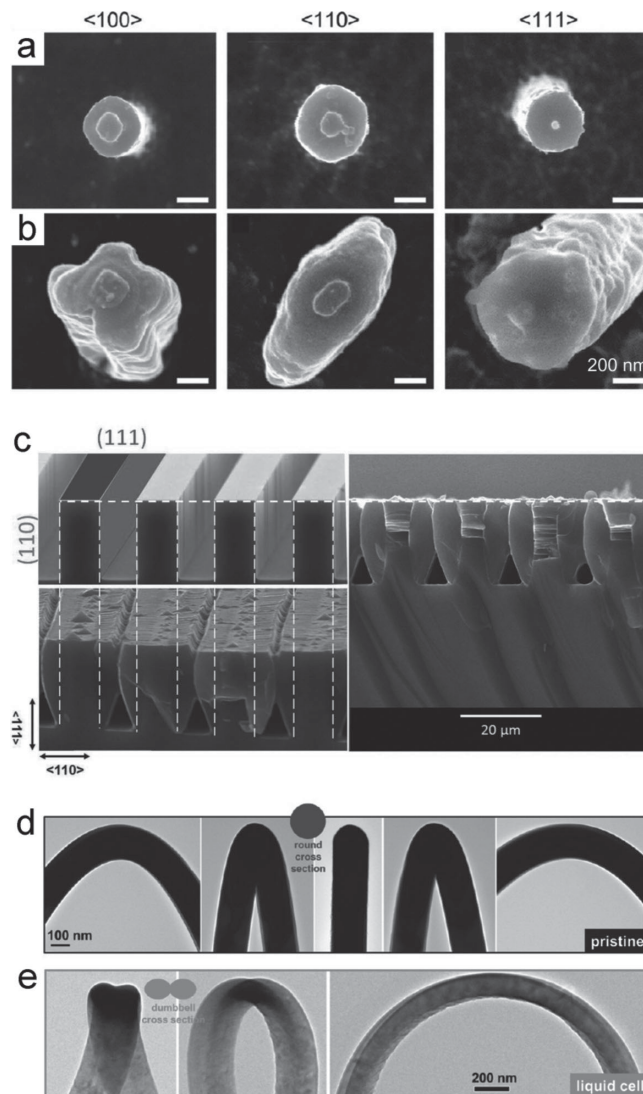 <100> <110> <111>
a
b
200 nm
c
(111)
(110)
<111>
<110>
20 µm
d
round
cross
section
100 nm
pristine
e
dumbbell
cross section
200 nm
liquid cell